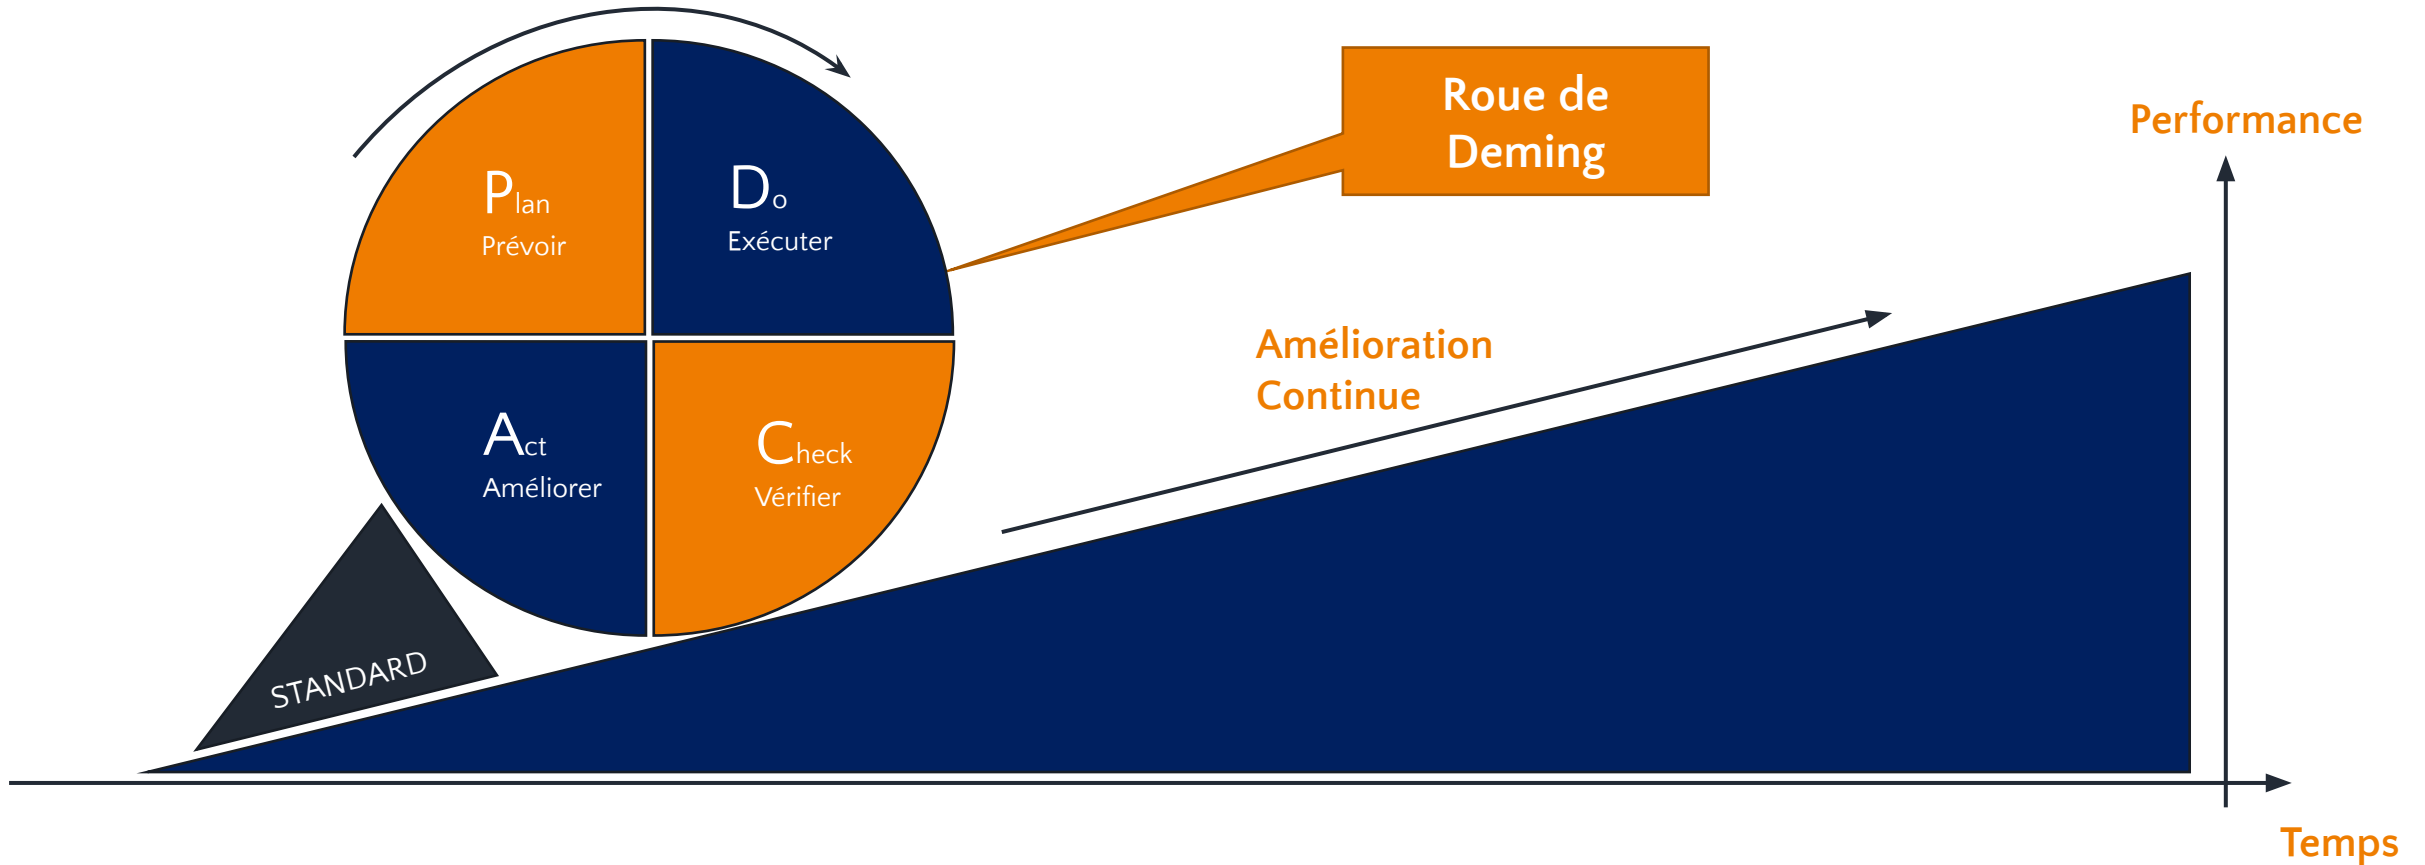 Roue de
Deming
Performance
Plan
Prévoir
Do
Exécuter
Amélioration
Continue
Act
Améliorer
Check
Vérifier
STANDARD
Temps